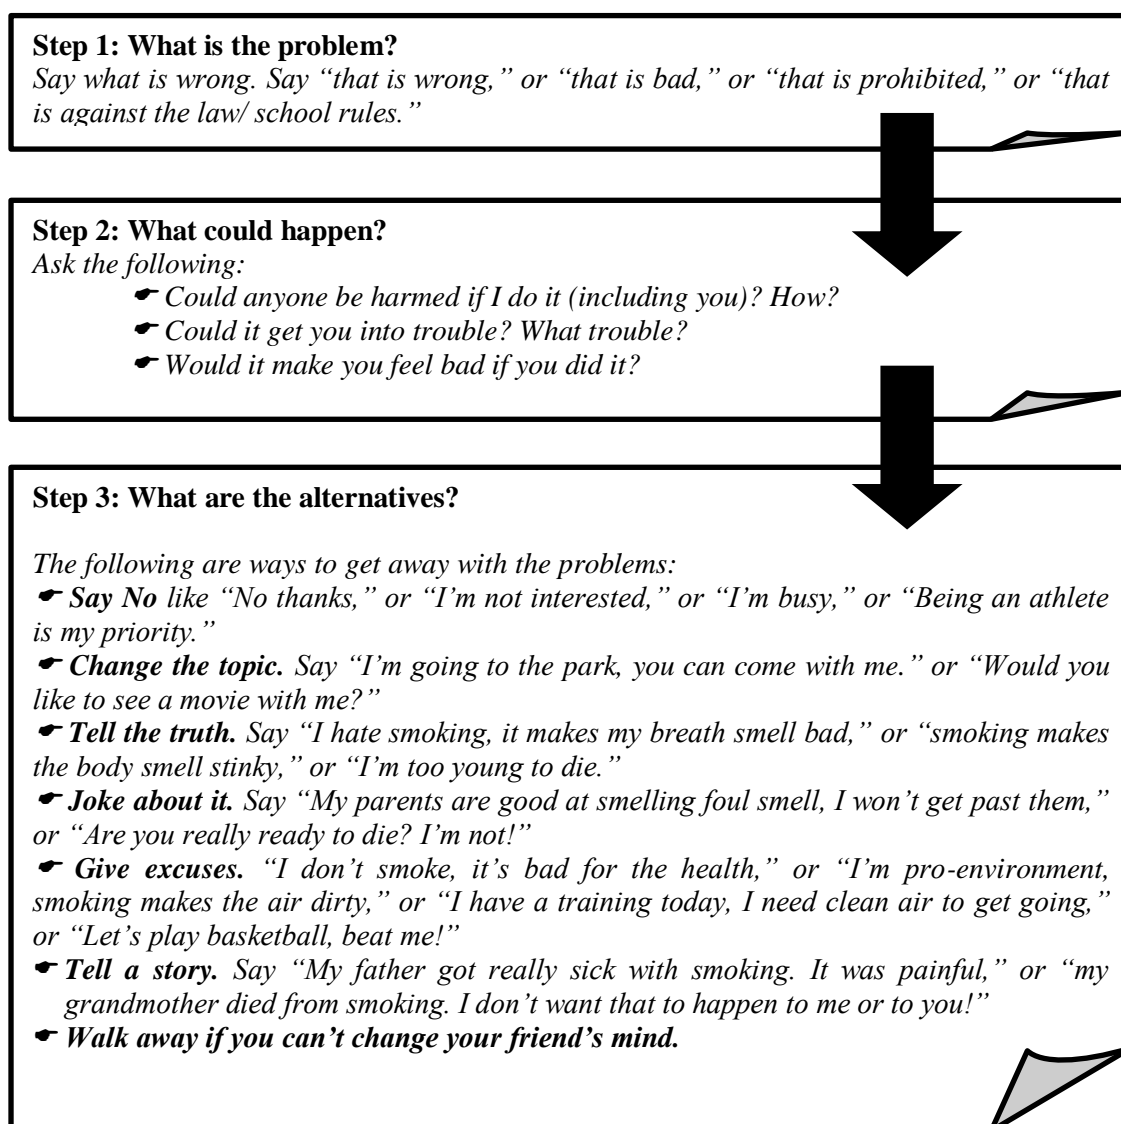 Step 1: What is the problem?
Say what is wrong. Say “that is wrong,” or “that is bad,” or “that is prohibited,” or “that
is against the law/ school rules.”
Step 2: What could happen?
Ask the following:
☛ Could anyone be harmed if I do it (including you)? How?
☛ Could it get you into trouble? What trouble?
☛ Would it make you feel bad if you did it?
Step 3: What are the alternatives?
The following are ways to get away with the problems:
☛ Say No like “No thanks,” or “I’m not interested,” or “I’m busy,” or “Being an athlete
is my priority.”
☛ Change the topic. Say “I’m going to the park, you can come with me.” or “Would you
like to see a movie with me?”
☛ Tell the truth. Say “I hate smoking, it makes my breath smell bad,” or “smoking makes
the body smell stinky,” or “I’m too young to die.”
☛ Joke about it. Say “My parents are good at smelling foul smell, I won’t get past them,”
or “Are you really ready to die? I’m not!”
☛ Give excuses. “I don’t smoke, it’s bad for the health,” or “I’m pro-environment,
smoking makes the air dirty,” or “I have a training today, I need clean air to get going,”
or “Let’s play basketball, beat me!”
☛ Tell a story. Say “My father got really sick with smoking. It was painful,” or “my
grandmother died from smoking. I don’t want that to happen to me or to you!”
☛ Walk away if you can’t change your friend’s mind.